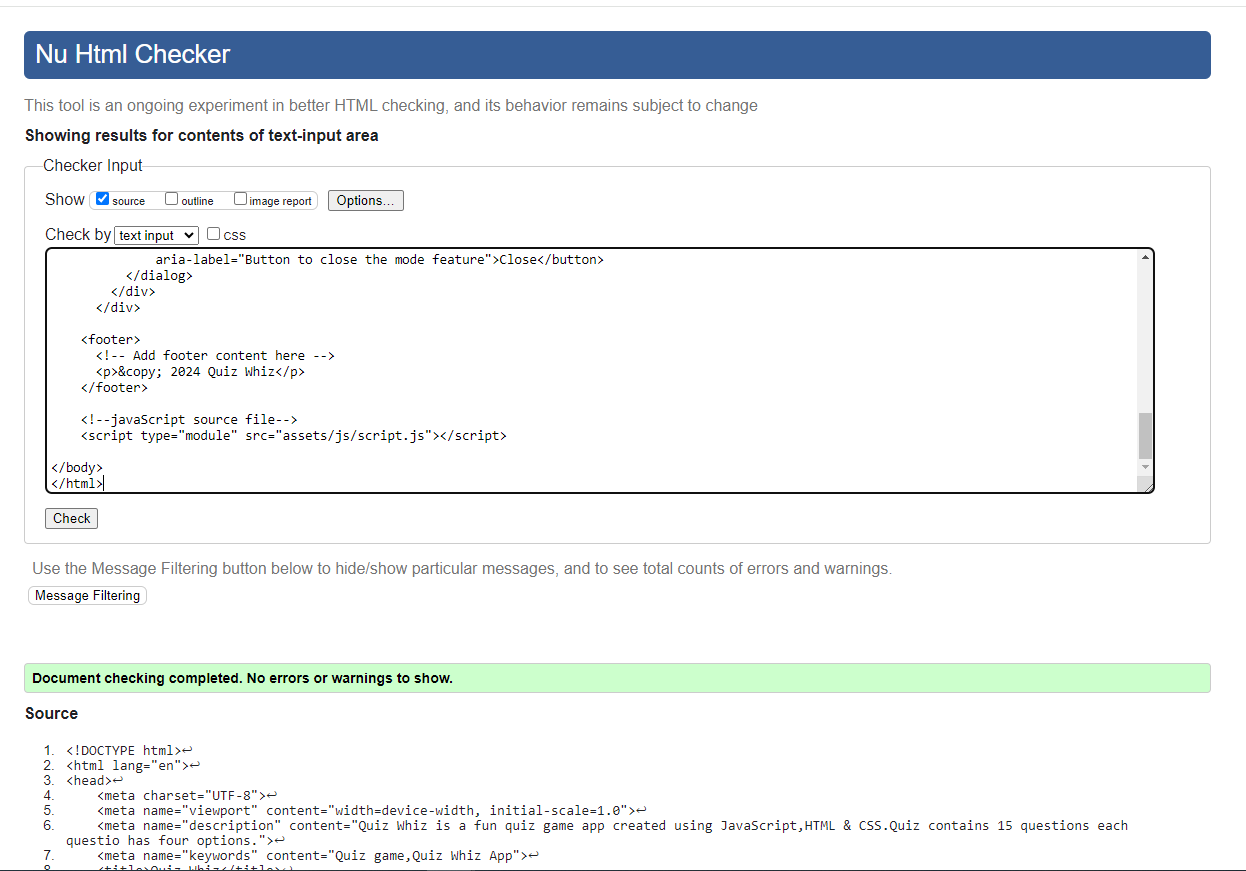 Nu Html Checker
This tool is an ongoing experiment in better HTML checking, and its behavior remains subject to change
Showing results for contents of text-input area
Checker Input
Show source outline image report Options...
Check by text input css
aria-label="Button to close the mode feature">Close</button>
</dialog>
</div>
</div>
<footer>
<!-- Add footer content here -->
<p>&copy; 2024 Quiz Whiz</p>
</footer>
<!--javaScript source file-->
<script type="module" src="assets/js/script.js"></script>
</body>
</html>
Check
Use the Message Filtering button below to hide/show particular messages, and to see total counts of errors and warnings.
Message Filtering
Document checking completed. No errors or warnings to show.
Source
1. <!DOCTYPE html>↩
2. <html lang="en">↩
3. <head>↩
4. <meta charset="UTF-8">↩
5. <meta name="viewport" content="width=device-width, initial-scale=1.0">↩
6. <meta name="description" content="Quiz Whiz is a fun quiz game app created using JavaScript,HTML & CSS.Quiz contains 15 questions each
questio has four options.">↩
7. <meta name="keywords" content="Quiz game,Quiz Whiz App">↩
8. <title>Quiz Whiz</title>↩